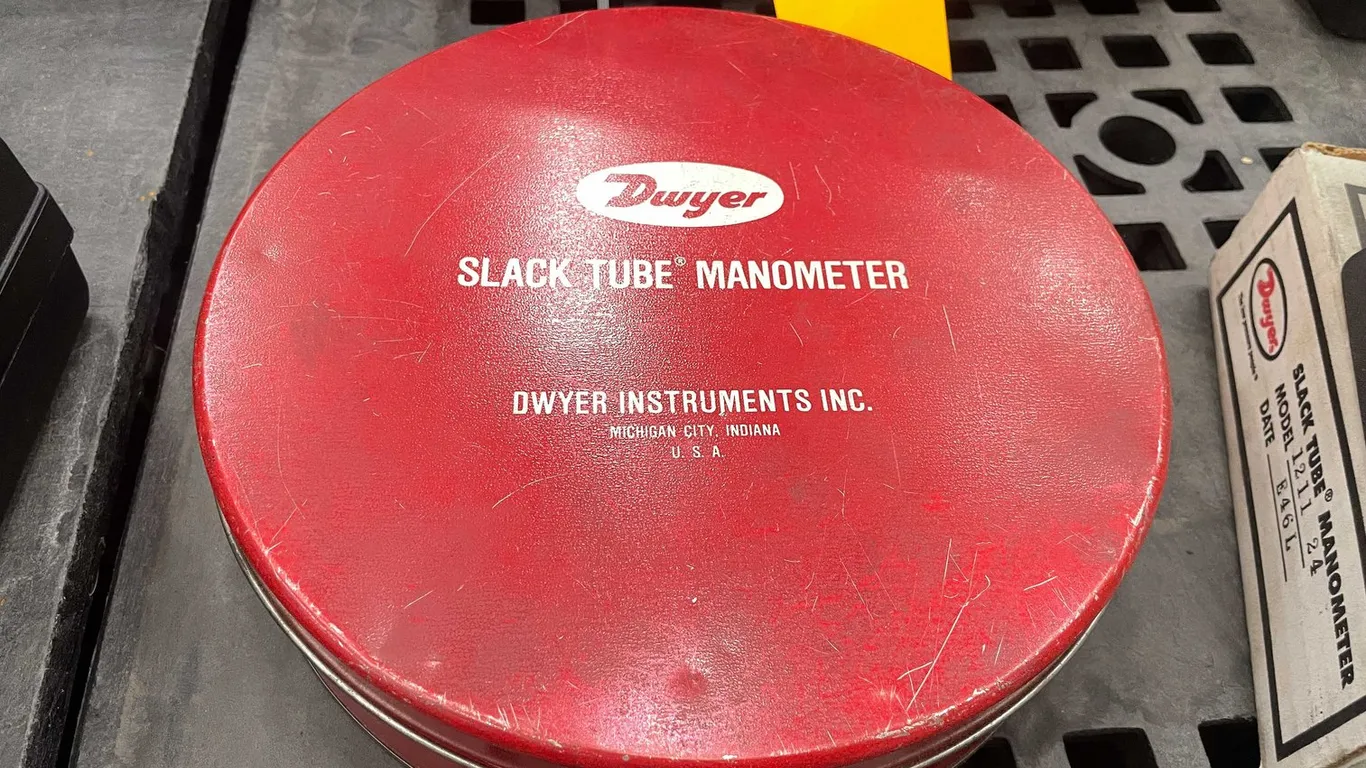 Dwyer
SLACK TUBE® MANOMETER
DWYER INSTRUMENTS INC.
MICHIGAN CITY, INDIANA
U. S. A.
Dwyer
SLACK TUBE® MANOMETER
MODEL 1211 24
DATE E46L